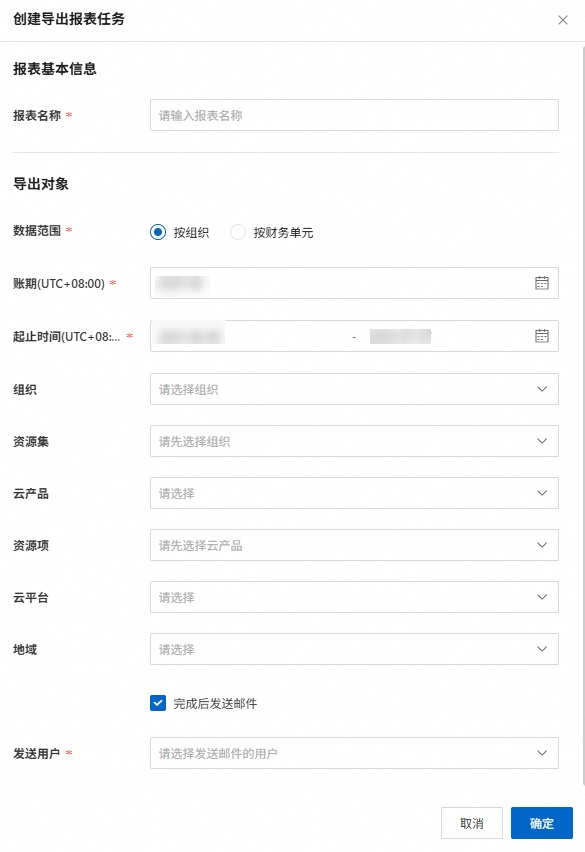 创建导出报表任务
报表基本信息
报表名称 * 请输入报表名称
导出对象
数据范围 * 按组织 按财务单元
账期(UTC+08:00) *
起止时间(UTC+08:... * -
组织 请选择组织
资源集 请先选择组织
云产品 请选择
资源项 请先选择云产品
云平台 请选择
地域 请选择
完成后发送邮件
发送用户 * 请选择发送邮件的用户
取消 确定